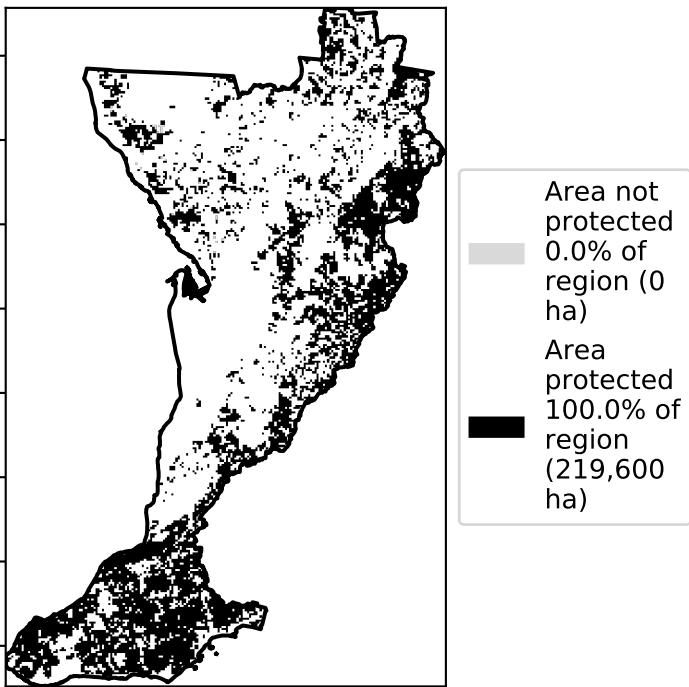 Area not
protected
0.0% of
region (0
ha)
Area
protected
100.0% of
region
(219,600
ha)